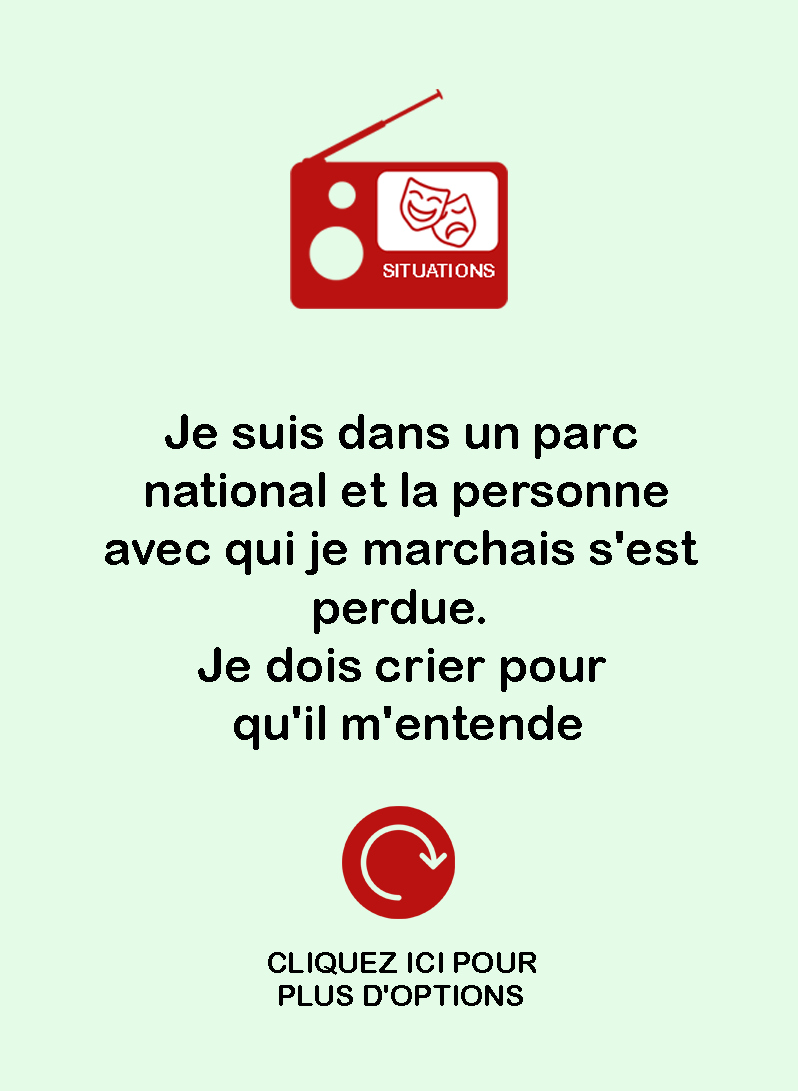 SITUATIONS
Je suis dans un parc
national et la personne
avec qui je marchais s'est
perdue.
Je dois crier pour
qu'il m'entende
CLIQUEZ ICI POUR
PLUS D'OPTIONS